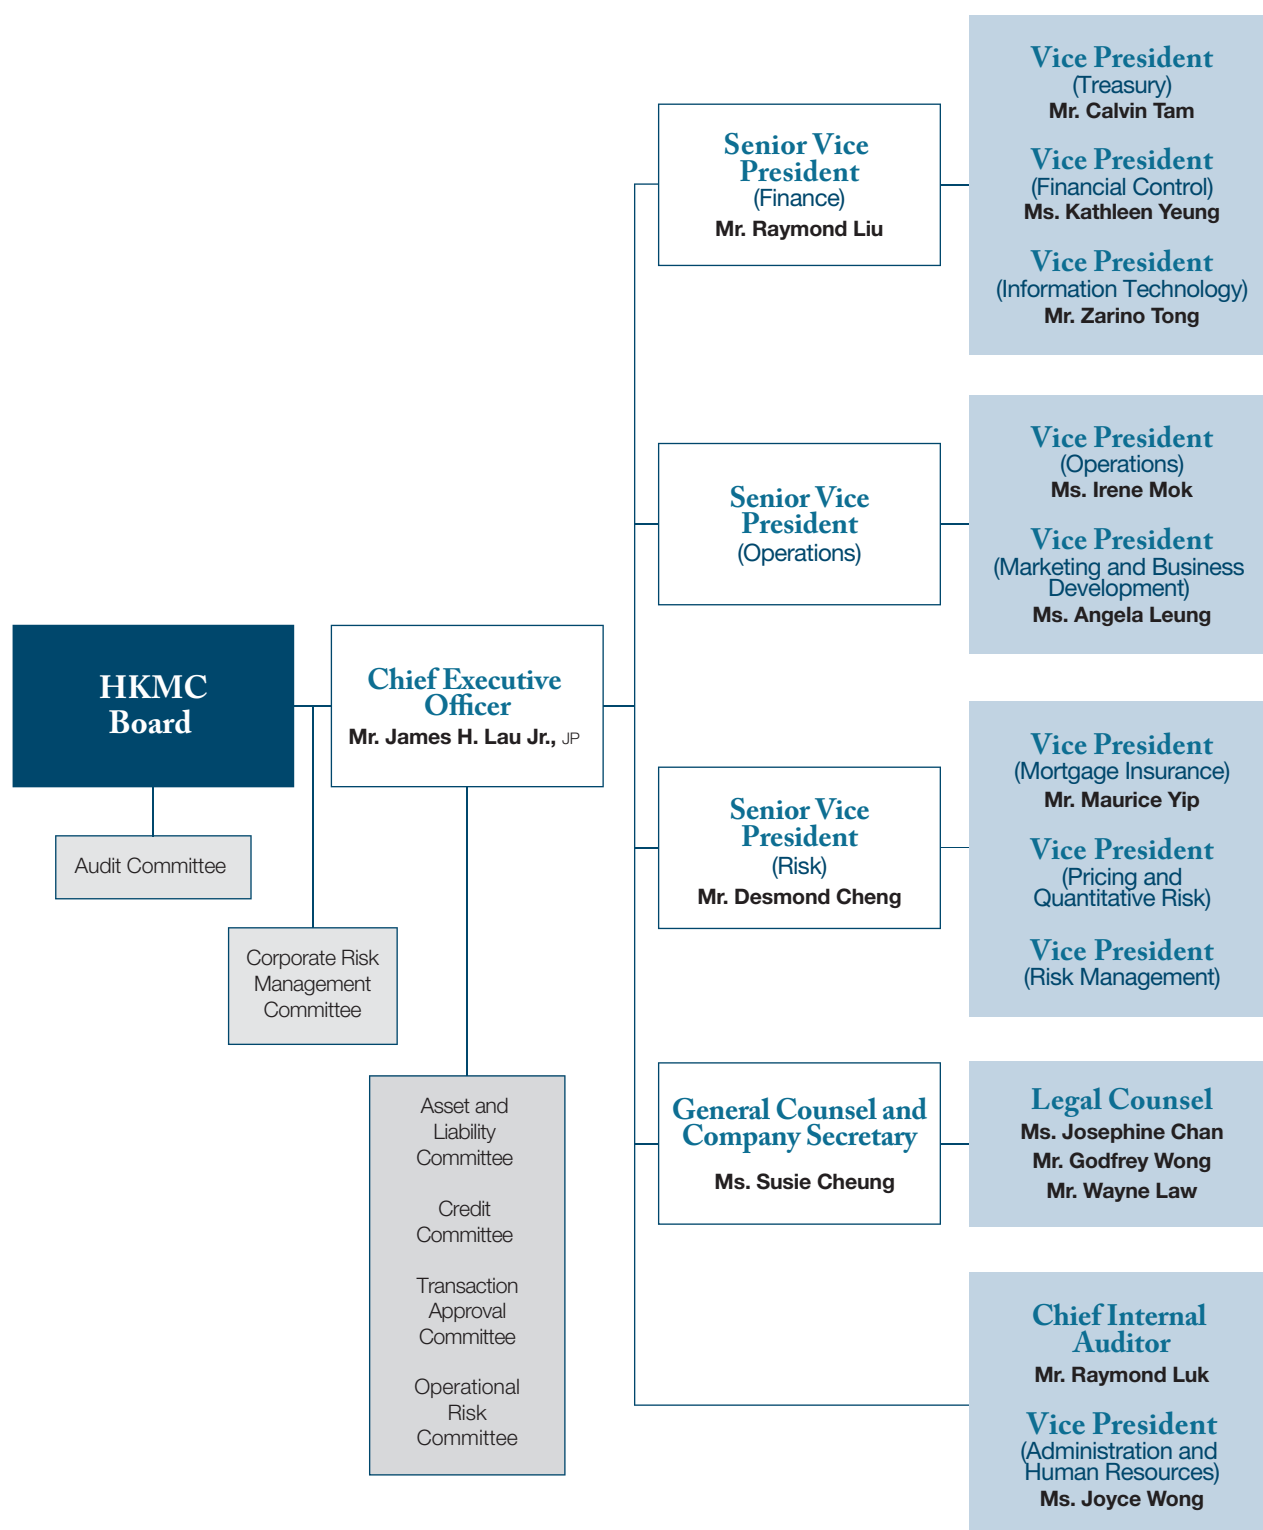 HKMC
Board
Audit Committee
Corporate Risk
Management
Committee
Chief Executive
Officer
Mr. James H. Lau Jr., JP
Asset and
Liability
Committee
Credit
Committee
Transaction
Approval
Committee
Operational
Risk
Committee
Senior Vice
President
(Finance)
Mr. Raymond Liu
Vice President
(Treasury)
Mr. Calvin Tam
Vice President
(Financial Control)
Ms. Kathleen Yeung
Vice President
(Information Technology)
Mr. Zarino Tong
Senior Vice
President
(Operations)
Vice President
(Operations)
Ms. Irene Mok
Vice President
(Marketing and Business
Development)
Ms. Angela Leung
Senior Vice
President
(Risk)
Mr. Desmond Cheng
Vice President
(Mortgage Insurance)
Mr. Maurice Yip
Vice President
(Pricing and
Quantitative Risk)
Vice President
(Risk Management)
General Counsel and
Company Secretary
Ms. Susie Cheung
Legal Counsel
Ms. Josephine Chan
Mr. Godfrey Wong
Mr. Wayne Law
Chief Internal
Auditor
Mr. Raymond Luk
Vice President
(Administration and
Human Resources)
Ms. Joyce Wong